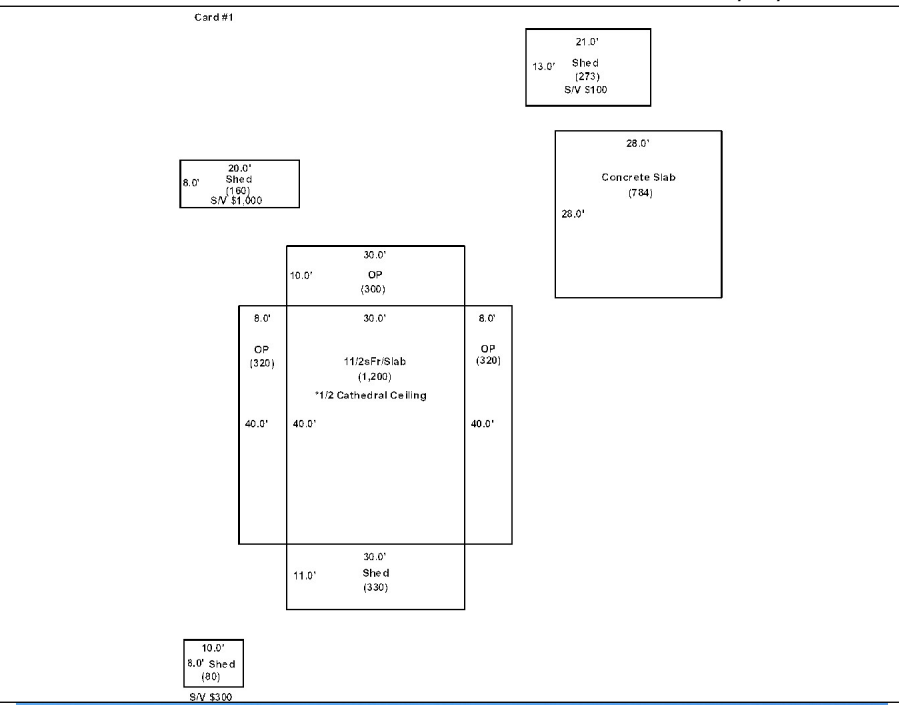 Card #1
21.0'
13.0'
Shed
(273)
S/V $100
28.0'
Concrete Slab
(784)
28.0'
20.0'
8.0'
Shed
(160)
S/V $1,000
30.0'
10.0'
OP
(300)
8.0'
OP
(320)
40.0'
30.0'
11/2sFr/Slab
(1,200)
*1/2 Cathedral Ceiling
40.0'
8.0'
OP
(320)
40.0'
30.0'
11.0'
Shed
(330)
10.0'
8.0' Shed
(80)
S/V $300